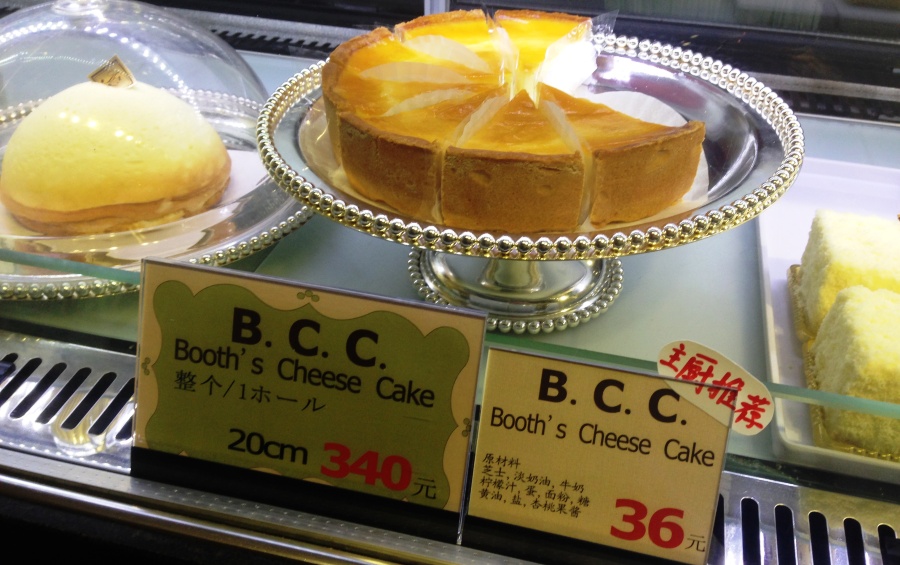 B. C. C.
Booth's Cheese Cake
整个/1ホール
20cm 340元
主厨推荐
B. C. C.
Booth's Cheese Cake
原材料
芝士, 淡奶油, 牛奶
柠檬汁, 蛋, 面粉, 糖
黄油, 盐, 杏桃果酱
36元